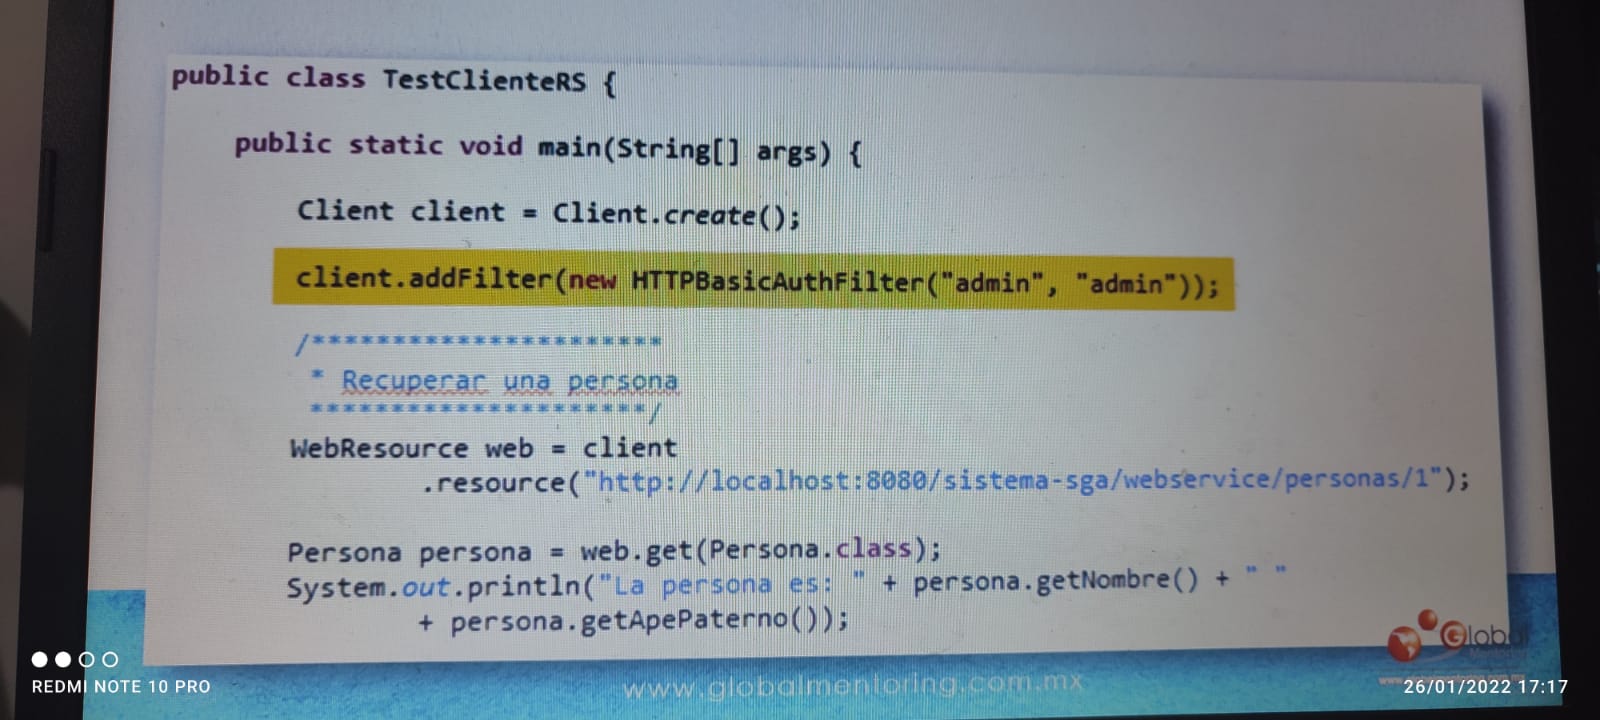 public class TestClienteRS {
public static void main(String[] args) {
Client client = Client.create();
client.addFilter(new HTTPBasicAuthFilter("admin", "admin"));
/**********************
* Recuperar una persona
*********************/
WebResource web = client
.resource("http://localhost:8080/sistema-sga/webservice/personas/1");
Persona persona = web.get(Persona.class);
System.out.println("La persona es: " + persona.getNombre() + " "
+ persona.getApePaterno());
Global
www.globalmentoring.com.mx
REDMI NOTE 10 PRO
26/01/2022 17:17